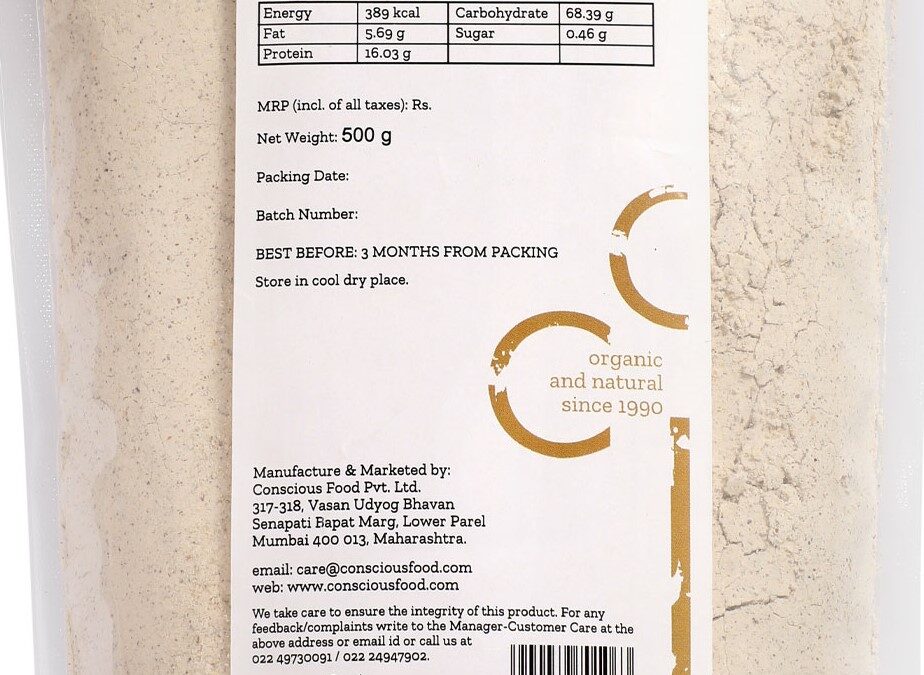 Energy 389 kcal Carbohydrate 68.39 g
Fat 5.69 g Sugar 0.46 g
Protein 16.03 g
MRP (incl. of all taxes): Rs.
Net Weight: 500 g
Packing Date:
Batch Number:
BEST BEFORE: 3 MONTHS FROM PACKING
Store in cool dry place.
organic
and natural
since 1990
Manufacture & Marketed by:
Conscious Food Pvt. Ltd.
317-318, Vasan Udyog Bhavan
Senapati Bapat Marg, Lower Parel
Mumbai 400 013, Maharashtra.
email: care@consciousfood.com
web: www.consciousfood.com
We take care to ensure the integrity of this product. For any
feedback/complaints write to the Manager-Customer Care at the
above address or email id or call us at
022 49730091 / 022 24947902.